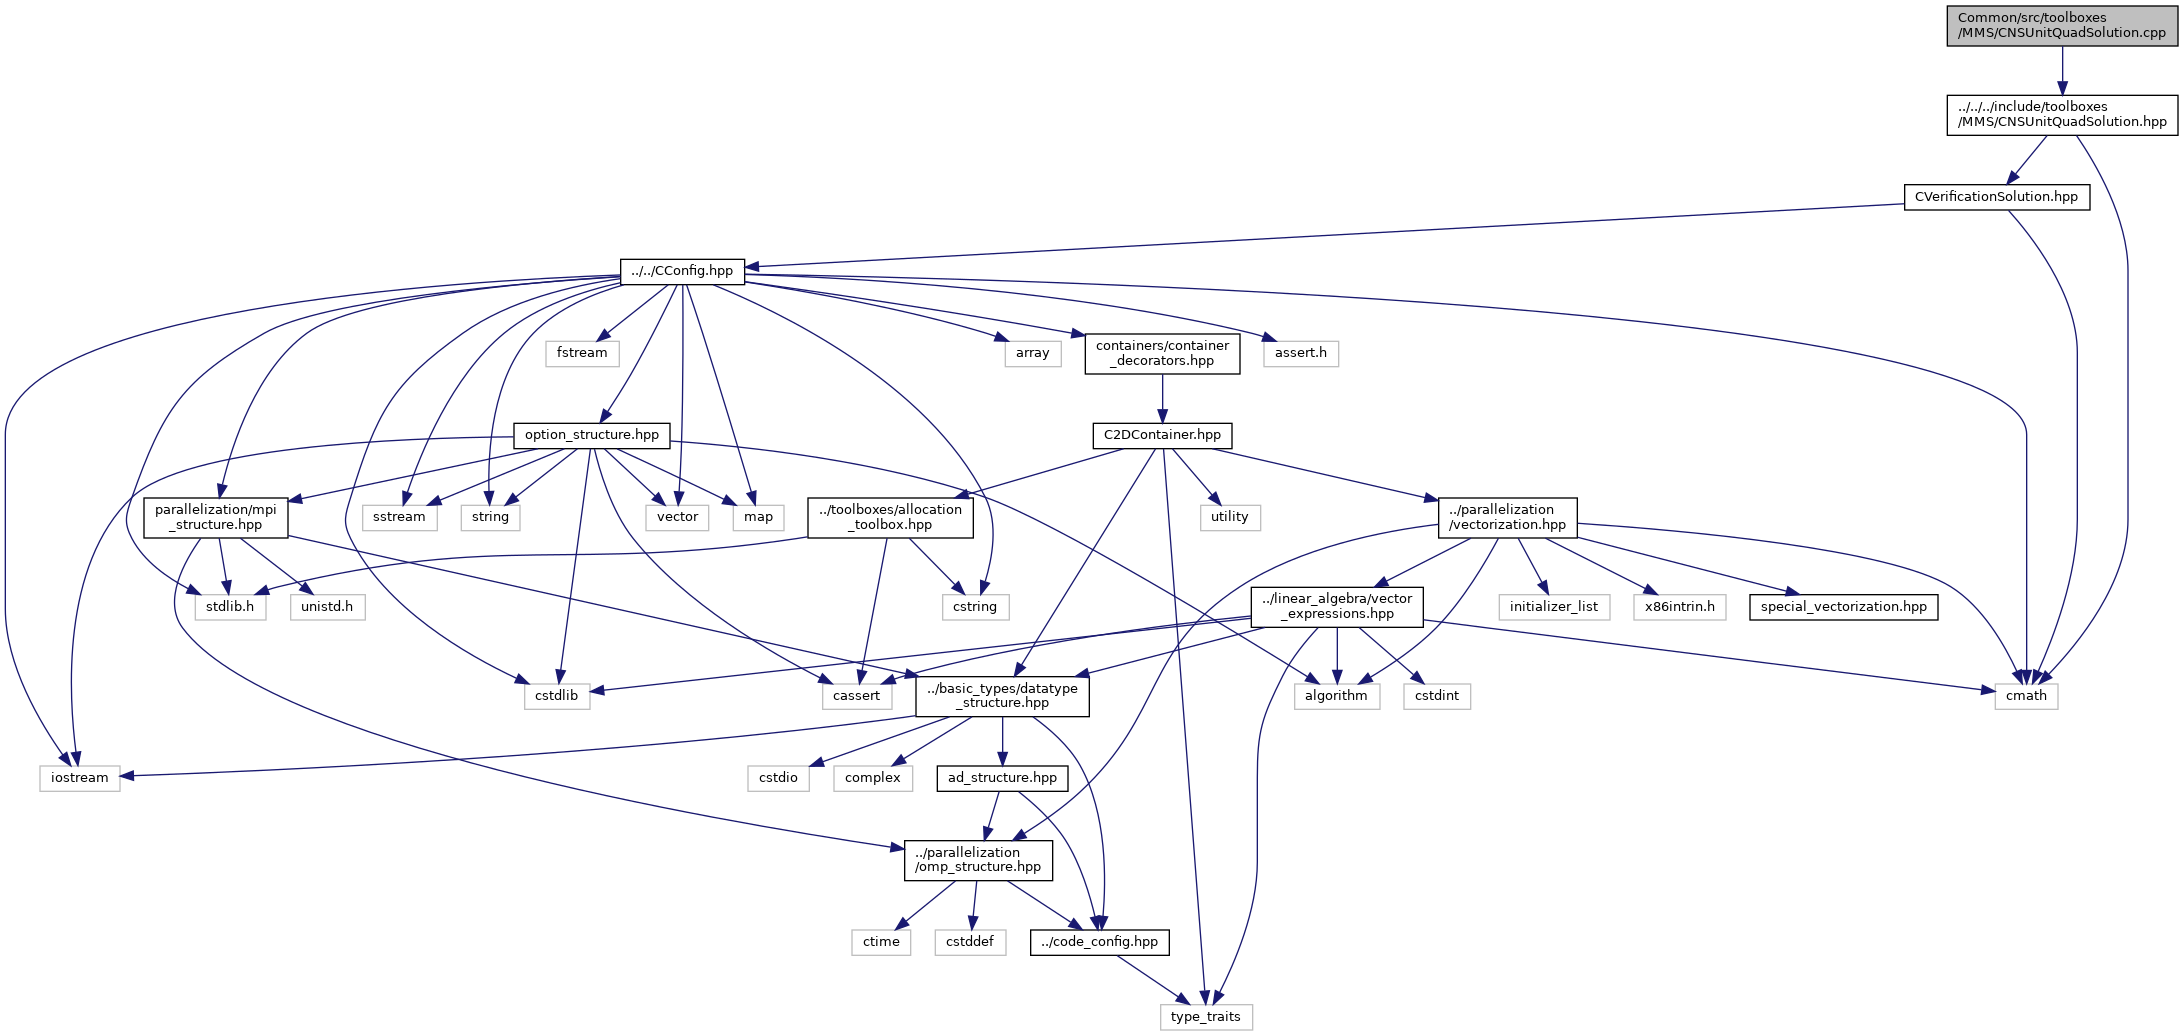 Common/src/toolboxes
/MMS/CNSUnitQuadSolution.cpp
../../../include/toolboxes
/MMS/CNSUnitQuadSolution.hpp
CVerificationSolution.hpp
../../CConfig.hpp
fstream
array
containers/container
_decorators.hpp
assert.h
option_structure.hpp
C2DContainer.hpp
parallelization/mpi
_structure.hpp
sstream
string
vector
map
../toolboxes/allocation
_toolbox.hpp
utility
../parallelization
/vectorization.hpp
stdlib.h
unistd.h
cstring
../linear_algebra/vector
_expressions.hpp
initializer_list
x86intrin.h
special_vectorization.hpp
cstdlib
cassert
../basic_types/datatype
_structure.hpp
algorithm
cstdint
cmath
iostream
cstdio
complex
ad_structure.hpp
../parallelization
/omp_structure.hpp
ctime
cstddef
../code_config.hpp
type_traits